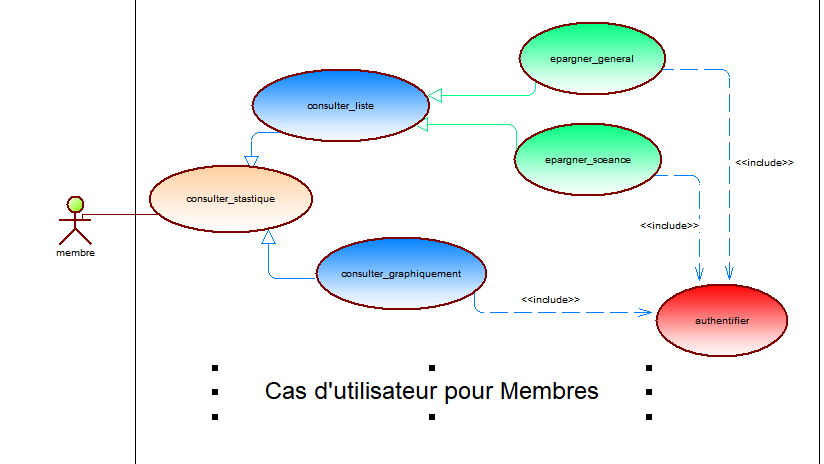 epargner_general
consulter_liste
epargner_sceance
<<include>>
consulter_stastique
<<include>>
membre
consulter_graphiquement
<<include>>
authentifier
Cas d'utilisateur pour Membres